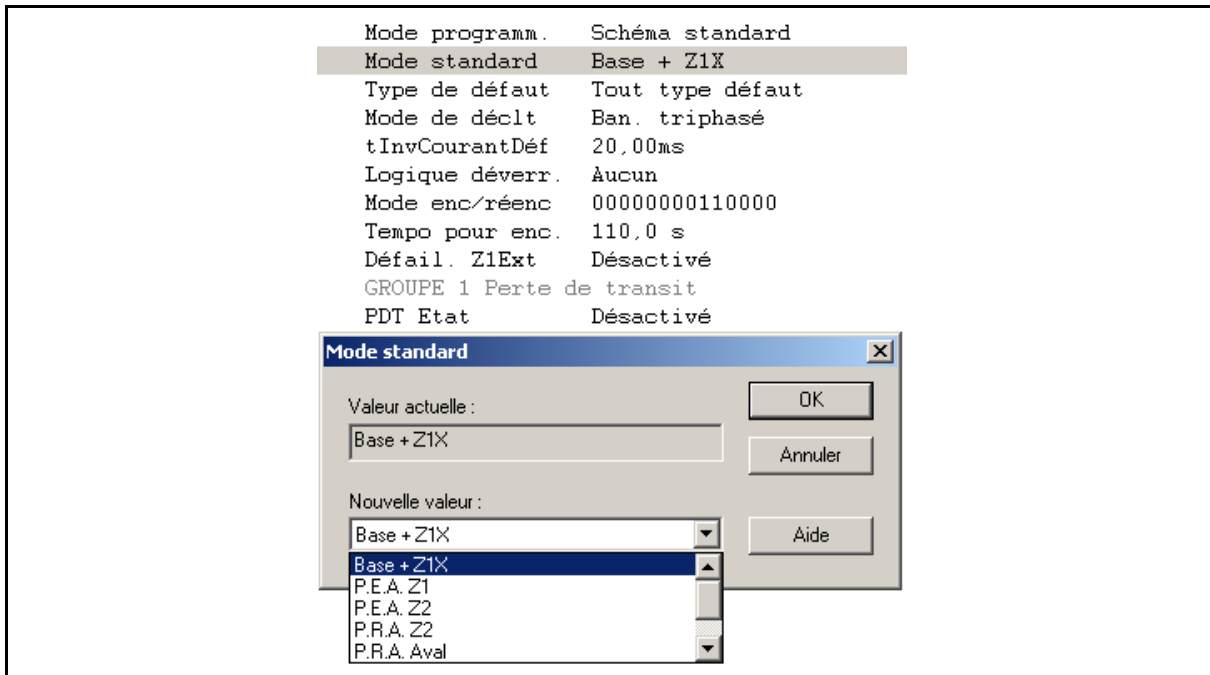 Mode programm. Schéma standard
Mode standard Base + Z1X
Type de défaut Tout type défaut
Mode de déclt Ban. triphasé
tInvCourantDéf 20,00ms
Logique déverr. Aucun
Mode enc/réenc 00000000110000
Tempo pour enc. 110,0 s
Défail. Z1Ext Désactivé
GROUPE 1 Perte de transit
PDT Etat Désactivé
Mode standard
Valeur actuelle :
OK
Base + Z1X
Annuler
Nouvelle valeur :
Base + Z1X
Aide
Base + Z1X
P.E.A. Z1
P.E.A. Z2
P.R.A. Z2
P.R.A. Aval